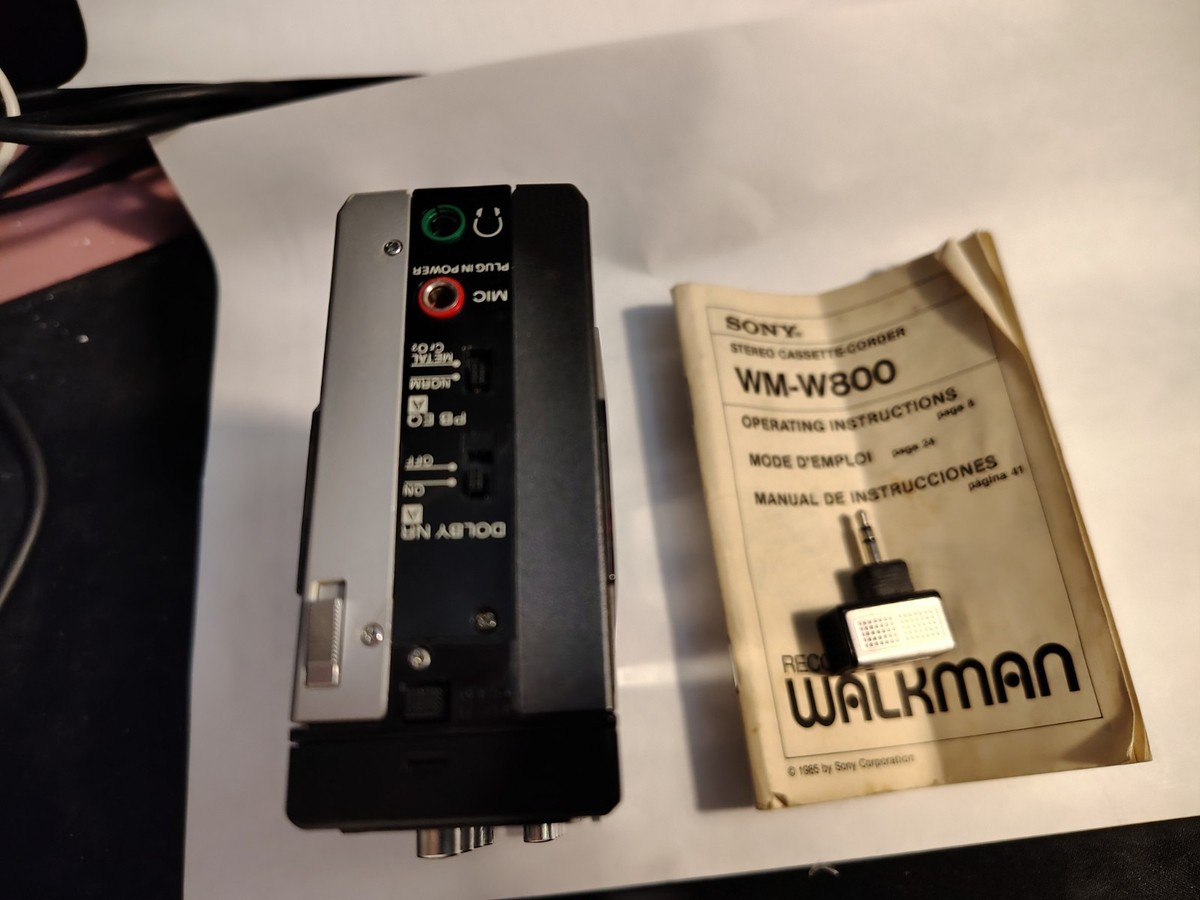 PLUG IN POWER
MIC
METAL
CrO₂
NORM
A
PB EQ
OFF
ON
A
DOLBY NR
SONY.
STEREO CASSETTE-CORDER
WM-W800
OPERATING INSTRUCTIONS page 8
MODE D'EMPLOI page 24
MANUAL DE INSTRUCCIONES página 41
WALKMAN
© 1985 by Sony Corporation